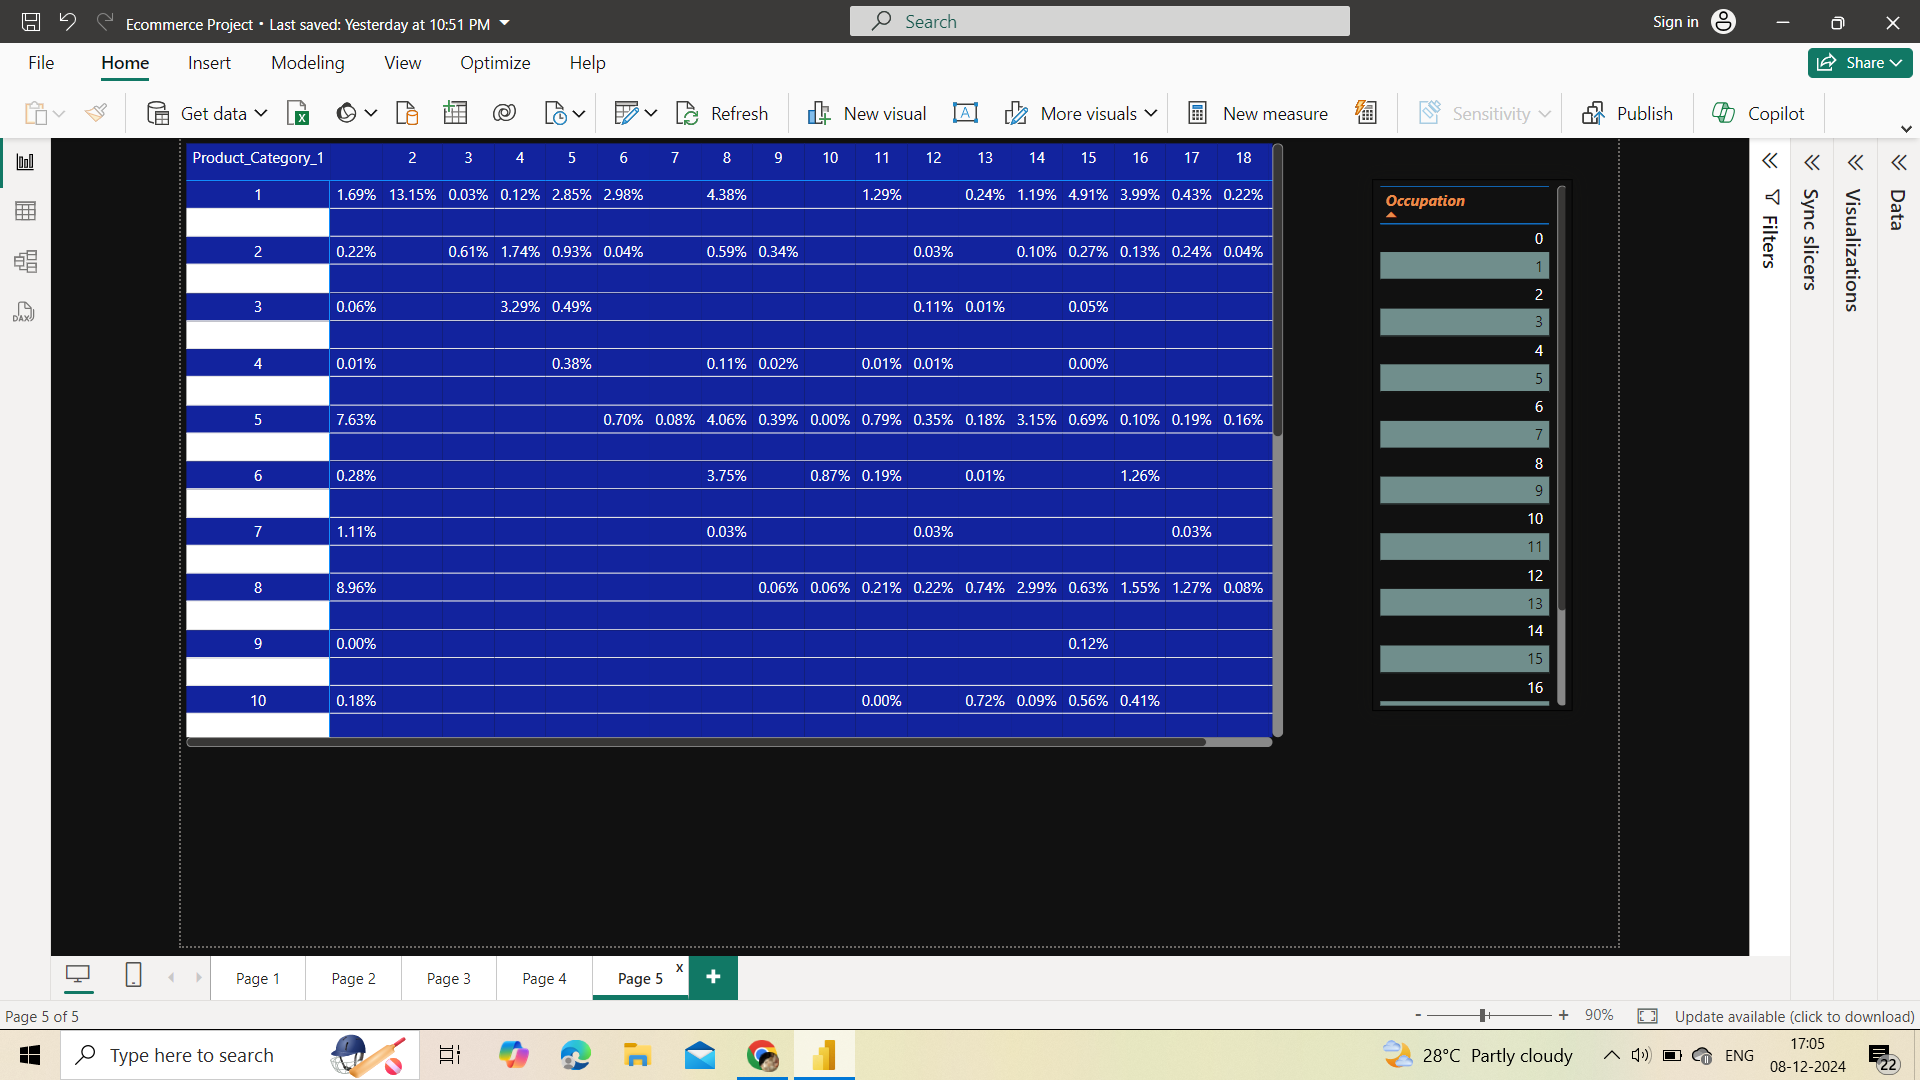 Ecommerce Project • Last saved: Yesterday at 10:51 PM
Search
Sign in
File Home Insert Modeling View Optimize Help
Share
Get data
Refresh
New visual
A
More visuals
New measure
Sensitivity
Publish
Copilot
DAX
Product_Category_1 2 3 4 5 6 7 8 9 10 11 12 13 14 15 16 17 18
1 1.69% 13.15% 0.03% 0.12% 2.85% 2.98% 4.38% 1.29% 0.24% 1.19% 4.91% 3.99% 0.43% 0.22%
2 0.22% 0.61% 1.74% 0.93% 0.04% 0.59% 0.34% 0.03% 0.10% 0.27% 0.13% 0.24% 0.04%
3 0.06% 3.29% 0.49% 0.11% 0.01% 0.05%
4 0.01% 0.38% 0.11% 0.02% 0.01% 0.01% 0.00%
5 7.63% 0.70% 0.08% 4.06% 0.39% 0.00% 0.79% 0.35% 0.18% 3.15% 0.69% 0.10% 0.19% 0.16%
6 0.28% 3.75% 0.87% 0.19% 0.01% 1.26%
7 1.11% 0.03% 0.03% 0.03%
8 8.96% 0.06% 0.06% 0.21% 0.22% 0.74% 2.99% 0.63% 1.55% 1.27% 0.08%
9 0.00% 0.12%
10 0.18% 0.00% 0.72% 0.09% 0.56% 0.41%
Occupation
0
1
2
3
4
5
6
7
8
9
10
11
12
13
14
15
16
Filters
Sync slicers
Visualizations
Data
Page 1
Page 2
Page 3
Page 4
Page 5
x
+
Page 5 of 5
- + 90%
Update available (click to download)
Type here to search
28°C Partly cloudy
ENG
17:05
08-12-2024
22